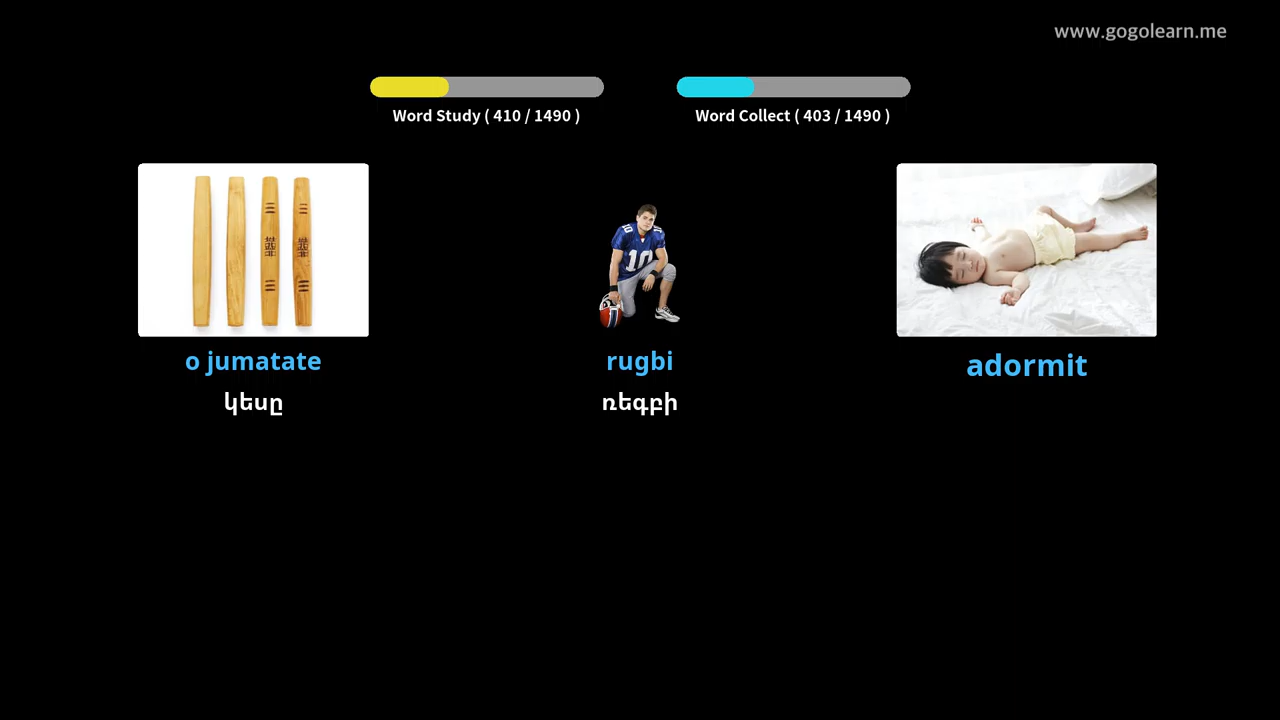 www.gogolearn.me
Word Study ( 410 / 1490 )
Word Collect ( 403 / 1490 )
o jumatate
rugbi
adormit
կեսը
ռեգբի